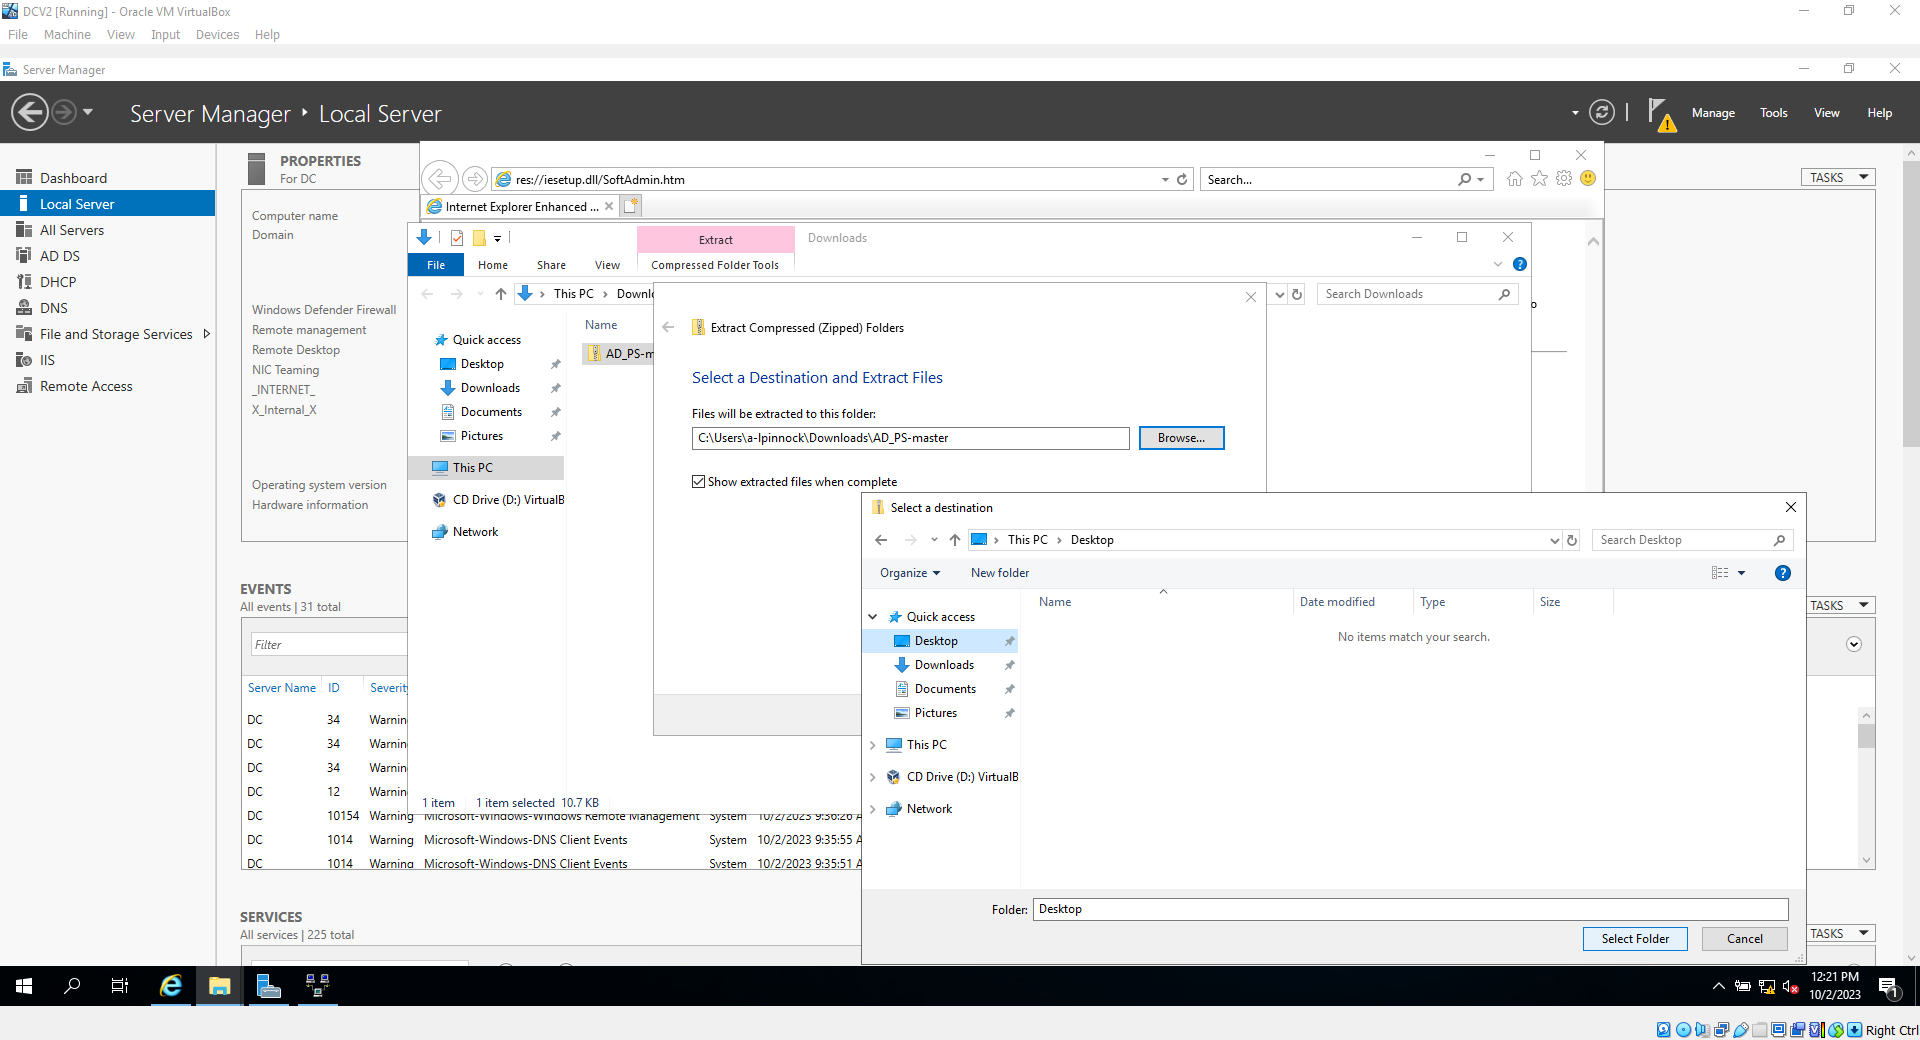 DCV2 [Running] - Oracle VM VirtualBox
File Machine View Input Devices Help
Server Manager
Server Manager ‣ Local Server
Manage Tools View Help
Dashboard
Local Server
All Servers
AD DS
DHCP
DNS
File and Storage Services
IIS
Remote Access
PROPERTIES
For DC
TASKS
Computer name
Domain
Windows Defender Firewall
Remote management
Remote Desktop
NIC Teaming
_INTERNET_
X_Internal_X
Operating system version
Hardware information
res://iesetup.dll/SoftAdmin.htm
Search...
Internet Explorer Enhanced ...
Extract
Downloads
File Home Share View Compressed Folder Tools
This PC
Search Downloads
Name
Quick access
Desktop
Downloads
Documents
Pictures
This PC
CD Drive (D:) VirtualB
Network
AD_PS-m
1 item 1 item selected 10.7 KB
Extract Compressed (Zipped) Folders
Select a Destination and Extract Files
Files will be extracted to this folder:
C:\Users\a-lpinnock\Downloads\AD_PS-master
Browse...
Show extracted files when complete
Select a destination
This PC › Desktop
Search Desktop
Organize New folder
Name Date modified Type Size
No items match your search.
Quick access
Desktop
Downloads
Documents
Pictures
This PC
CD Drive (D:) VirtualB
Network
Folder: Desktop
Select Folder Cancel
EVENTS
All events | 31 total
TASKS
Filter
Server Name ID Severity
DC 34 Warnin
DC 34 Warnin
DC 34 Warnin
DC 12 Warnin
DC 10154 Warning Microsoft-Windows-Windows Remote Management System 10/2/2023 9:36:26 A
DC 1014 Warning Microsoft-Windows-DNS Client Events System 10/2/2023 9:35:55 A
DC 1014 Warning Microsoft-Windows-DNS Client Events System 10/2/2023 9:35:51 A
SERVICES
All services | 225 total
TASKS
12:21 PM
10/2/2023
1
Right Ctrl